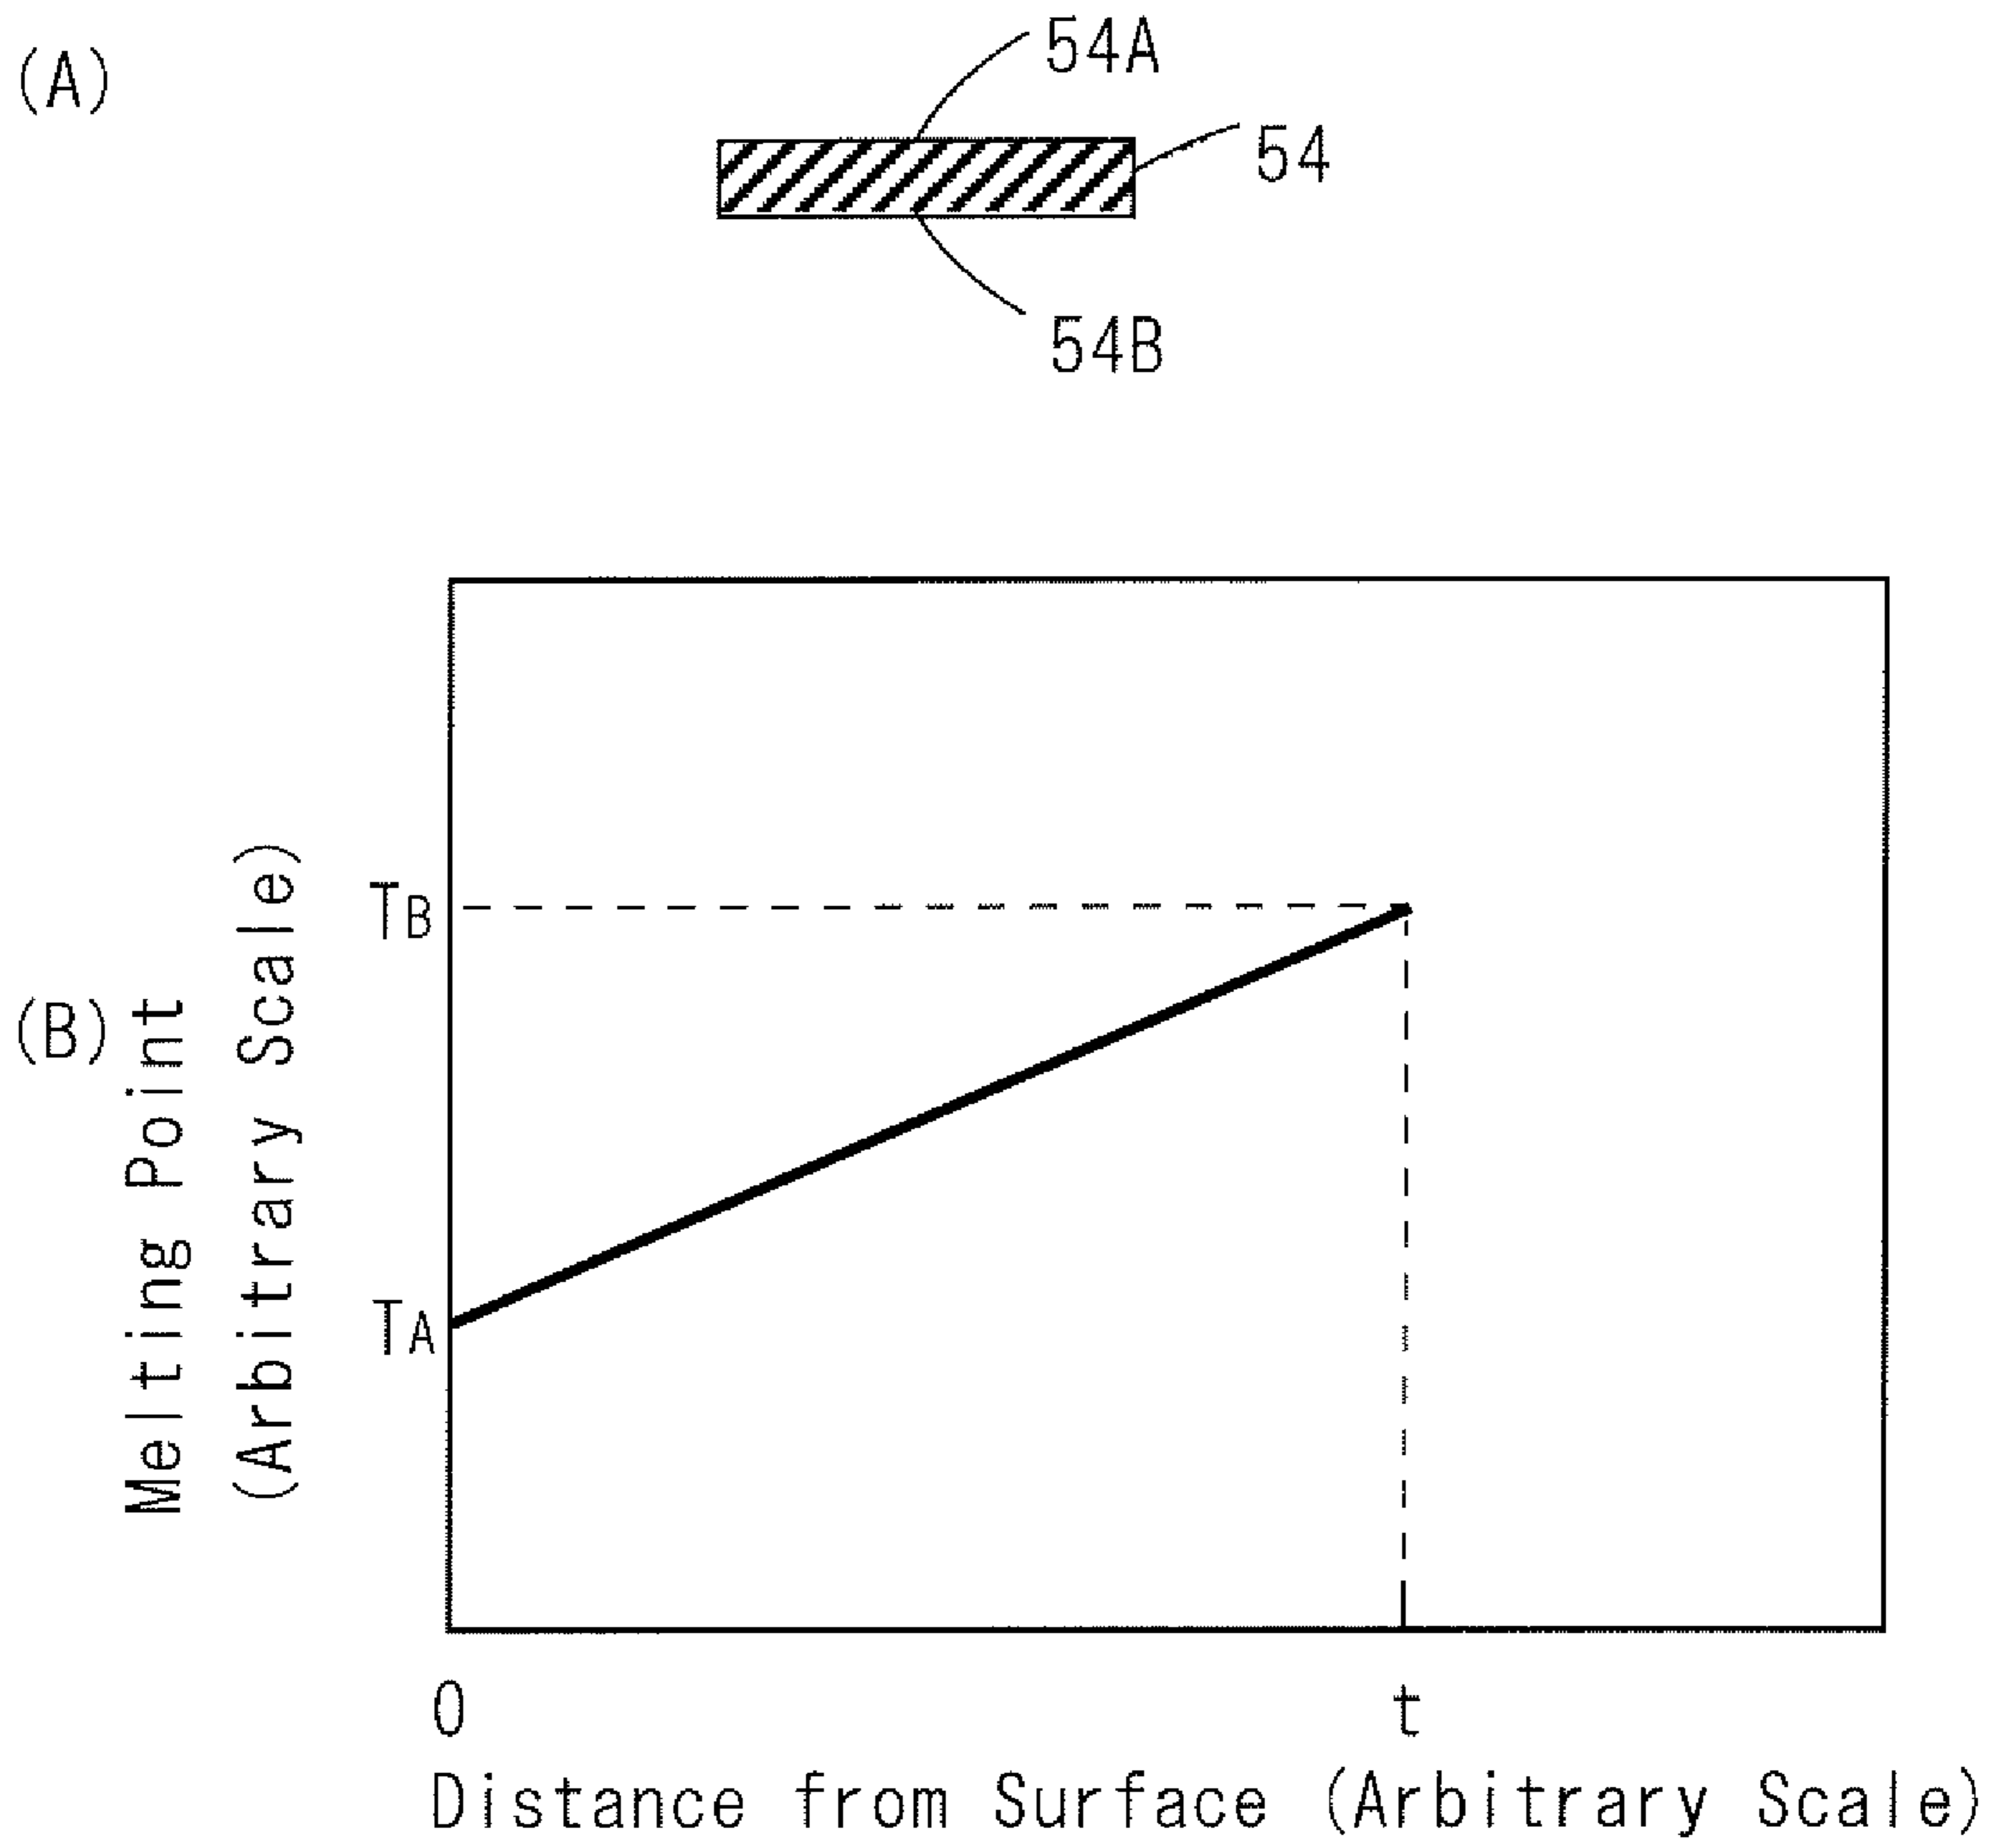 (A)
54A
54
54B
(B)
Melting Point
(Arbitrary Scale)
TB
TA
0
t
Distance from Surface (Arbitrary Scale)